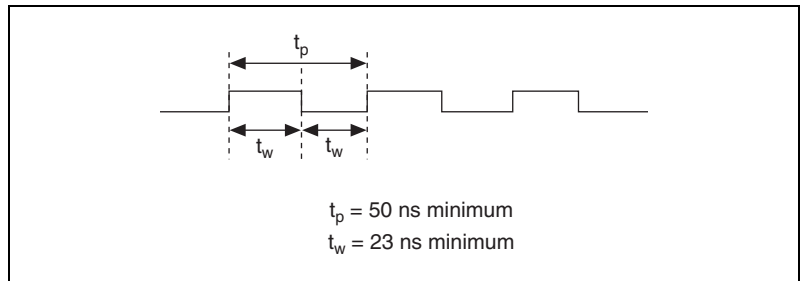 tp
tw tw
tp = 50 ns minimum
tw = 23 ns minimum